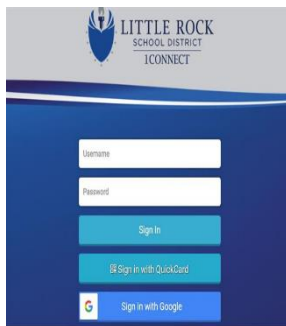 LITTLE ROCK
SCHOOL DISTRICT
1CONNECT
Username
Password
Sign In
Sign in with QuickCard
G Sign in with Google